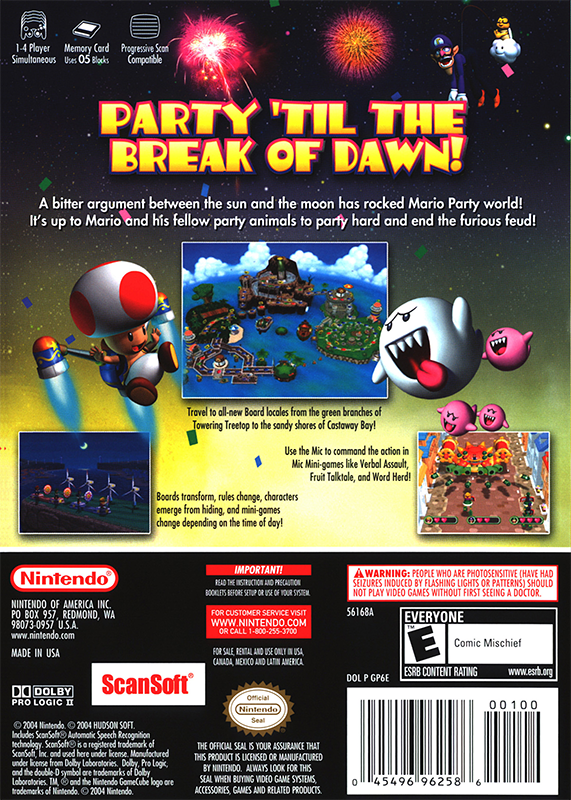 1-4 Player
Simultaneous
Memory Card
Uses 05 Blocks
Progressive Scan
Compatible
PARTY 'TIL THE
BREAK OF DAWN!
A bitter argument between the sun and the moon has rocked Mario Party world!
It's up to Mario and his fellow party animals to party hard and end the furious feud!
Travel to all-new Board locales from the green branches of
Towering Treetop to the sandy shores of Castaway Bay!
Use the Mic to command the action in
Mic Mini-games like Verbal Assault,
Fruit Talktale, and Word Herd!
Boards transform, rules change, characters
emerge from hiding, and mini-games
change depending on the time of day!
Nintendo®
NINTENDO OF AMERICA INC.
PO BOX 957, REDMOND, WA
98073-0957 U.S.A.
www.nintendo.com
MADE IN USA
IMPORTANT!
READ THE INSTRUCTION AND PRECAUTION
BOOKLETS BEFORE SETUP OR USE OF YOUR SYSTEM.
FOR CUSTOMER SERVICE VISIT
WWW.NINTENDO.COM
OR CALL 1-800-255-3700
FOR SALE, RENTAL AND USE ONLY IN USA,
CANADA, MEXICO AND LATIN AMERICA.
WARNING: PEOPLE WHO ARE PHOTOSENSITIVE (HAVE HAD
SEIZURES INDUCED BY FLASHING LIGHTS OR PATTERNS) SHOULD
NOT PLAY VIDEO GAMES WITHOUT FIRST SEEING A DOCTOR.
56168A
EVERYONE
E
Comic Mischief
ESRB CONTENT RATING www.esrb.org
DOL P GP6E
DOLBY
PRO LOGIC II
ScanSoft®
Official
Nintendo
Seal
© 2004 Nintendo. © 2004 HUDSON SOFT.
Includes ScanSoft® Automatic Speech Recognition
technology. ScanSoft® is a registered trademark of
ScanSoft, Inc. and used here under license. Manufactured
under license from Dolby Laboratories. Dolby, Pro Logic,
and the double-D symbol are trademarks of Dolby
Laboratories. TM, ® and the Nintendo GameCube logo are
trademarks of Nintendo. © 2004 Nintendo.
THE OFFICIAL SEAL IS YOUR ASSURANCE THAT
THIS PRODUCT IS LICENSED OR MANUFACTURED
BY NINTENDO. ALWAYS LOOK FOR THIS
SEAL WHEN BUYING VIDEO GAME SYSTEMS,
ACCESSORIES, GAMES AND RELATED PRODUCTS.
00100
0 45496 96258 6